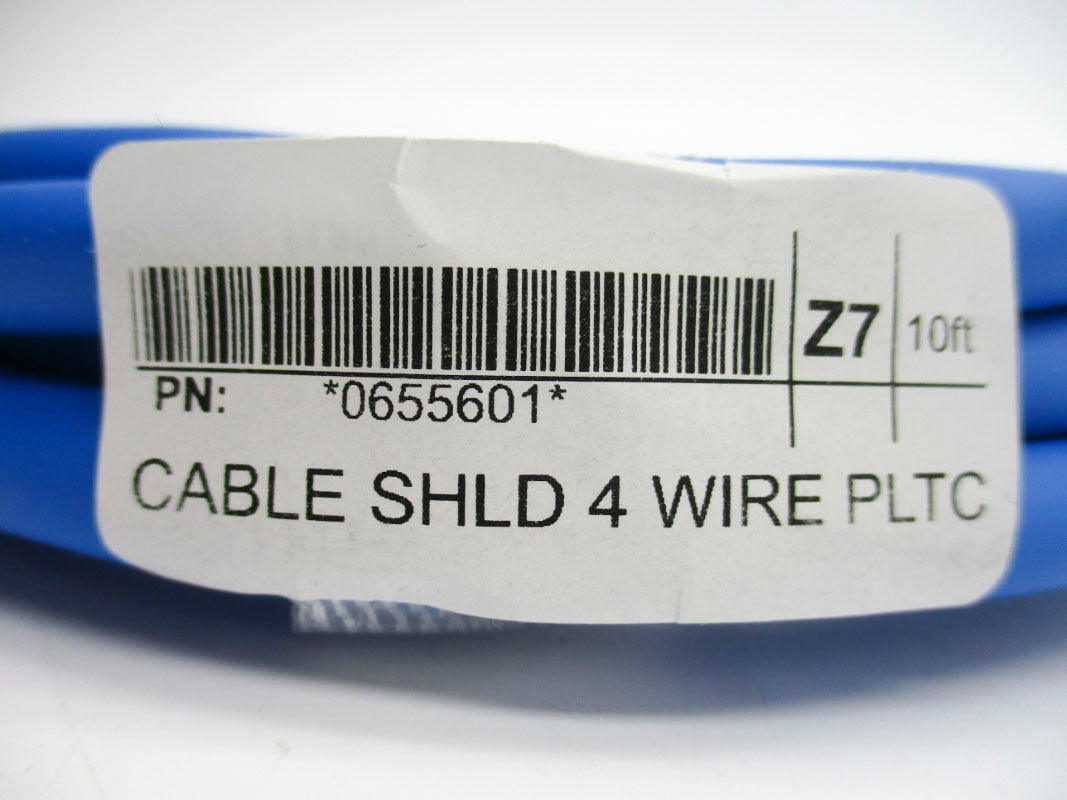 Z7 10ft
PN: *0655601*
CABLE SHLD 4 WIRE PLTC